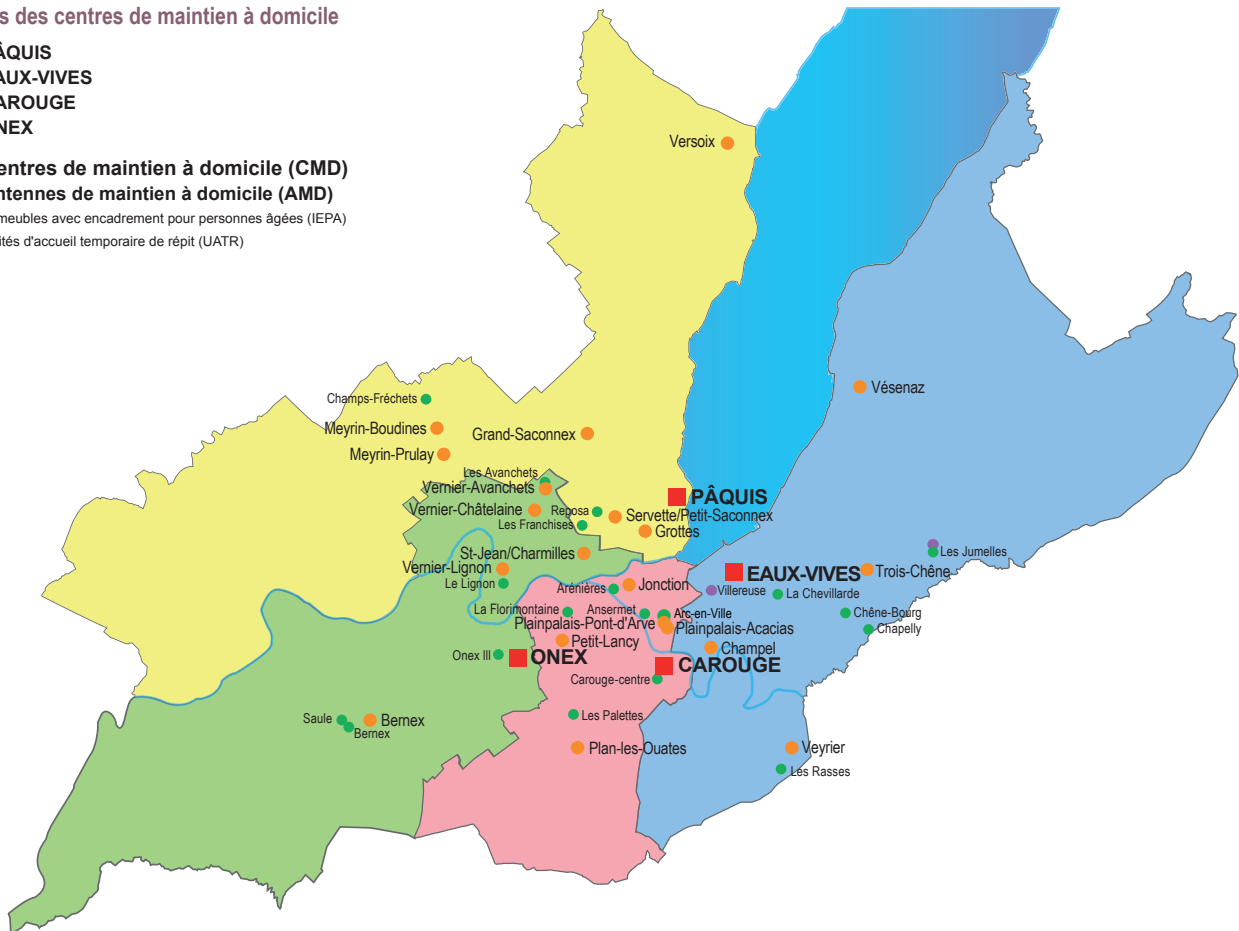 s des centres de maintien à domicile
ÂQUIS
AUX-VIVES
AROUGE
NEX
entres de maintien à domicile (CMD)
ntennes de maintien à domicile (AMD)
meubles avec encadrement pour personnes âgées (IEPA)
ités d'accueil temporaire de répit (UATR)
Versoix
Vésenaz
Champs-Fréchets
Meyrin-Boudines
Grand-Saconnex
Meyrin-Prulay
Les Avanchets
Vernier-Avanchets
PÂQUIS
Vernier-Châtelaine
Reposa
Servette/Petit-Saconnex
Les Franchises
Grottes
St-Jean/Charmilles
Les Jumelles
Vernier-Lignon
EAUX-VIVES
Trois-Chêne
Le Lignon
Arénières
Jonction
Villereuse
La Chevillarde
La Florimontaine
Ansermet
Arc-en-Ville
Chêne-Bourg
Plainpalais-Pont-d'Arve
Plainpalais-Acacias
Chapelly
Petit-Lancy
Champel
Onex III
ONEX
CAROUGE
Carouge-centre
Saule
Bernex
Bernex
Les Palettes
Plan-les-Ouates
Veyrier
Les Rasses